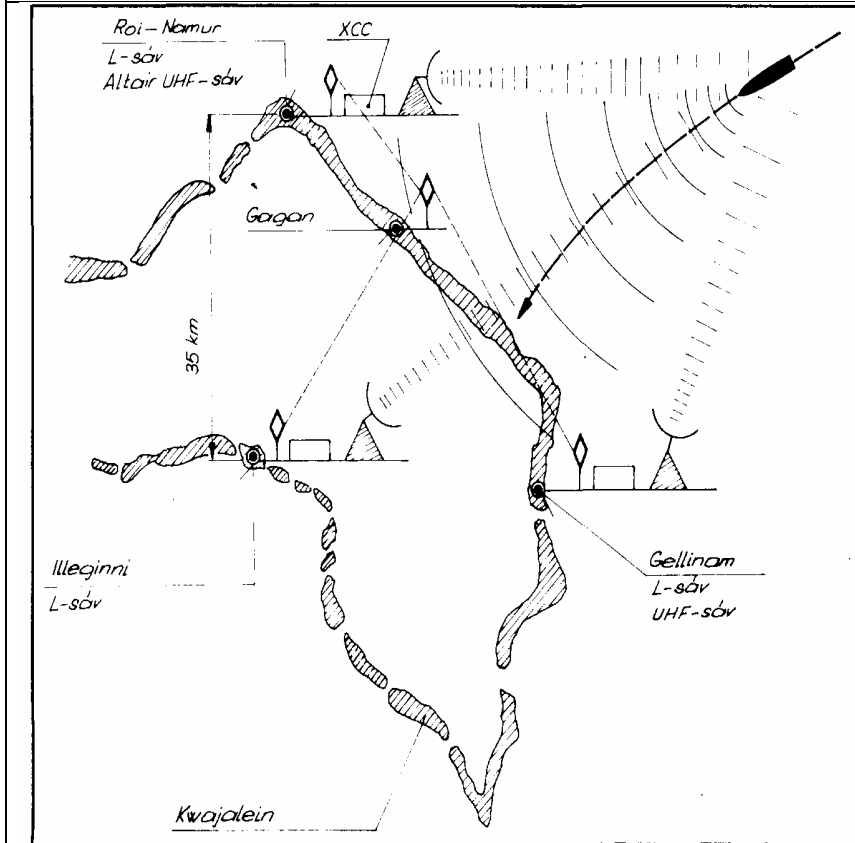 Roi-Namur
L-sáv
Altair UHF-sáv
XCC
Gagan
35 km
Illeginni
L-sáv
Gellinam
L-sáv
UHF-sáv
Kwajalein